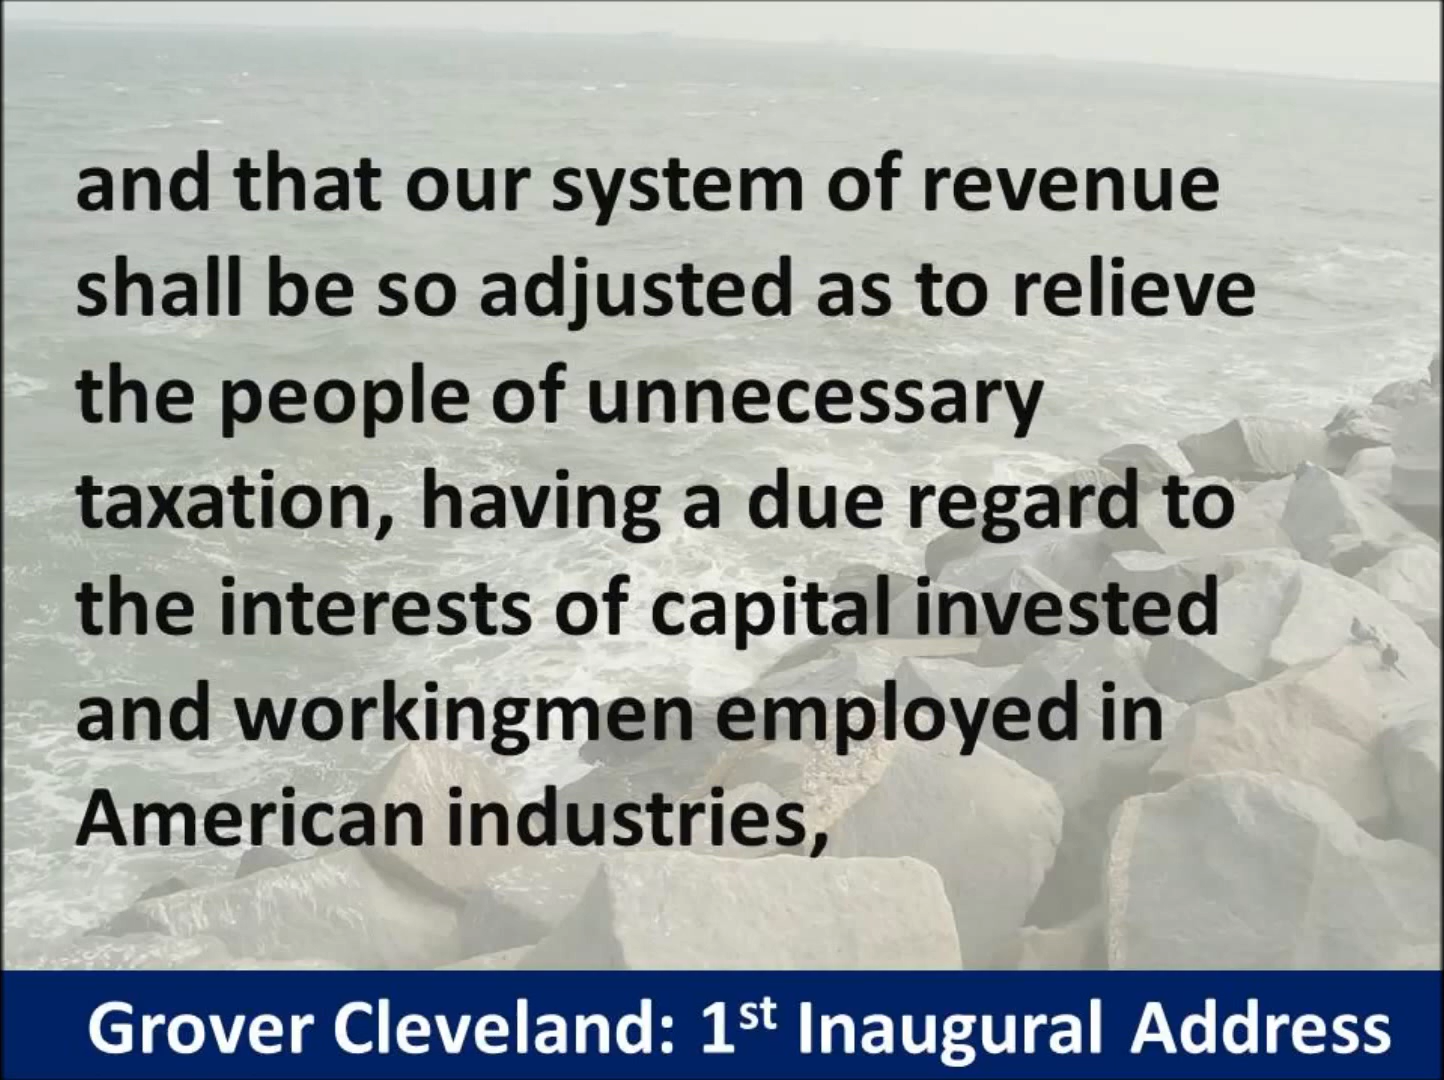 and that our system of revenue
shall be so adjusted as to relieve
the people of unnecessary
taxation, having a due regard to
the interests of capital invested
and workingmen employed in
American industries,
Grover Cleveland: 1st Inaugural Address